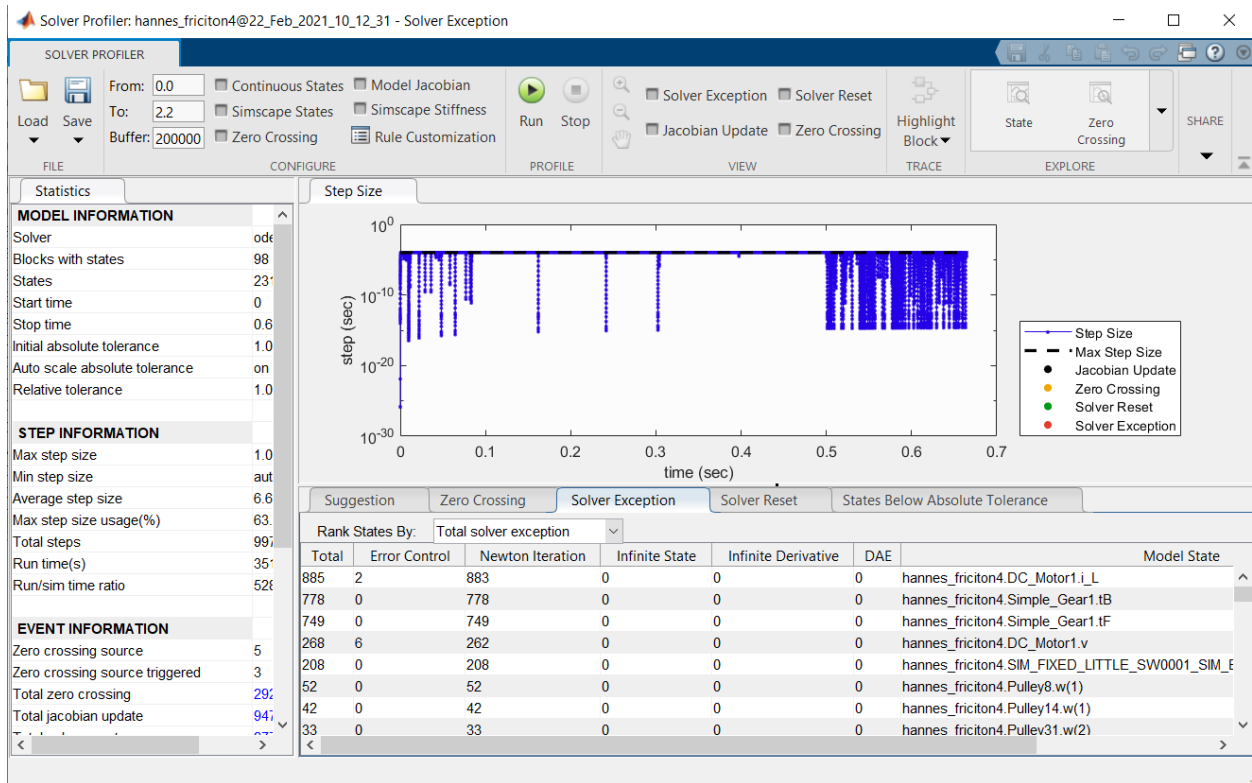 Solver Profiler: hannes_friciton4@22_Feb_2021_10_12_31 - Solver Exception
SOLVER PROFILER
Load
Save
FILE
From: 0.0
To: 2.2
Buffer: 200000
Continuous States
Simscape States
Zero Crossing
Model Jacobian
Simscape Stiffness
Rule Customization
CONFIGURE
Run
Stop
PROFILE
Solver Exception
Solver Reset
Jacobian Update
Zero Crossing
VIEW
Highlight
Block
TRACE
State
Zero
Crossing
EXPLORE
SHARE
Statistics
MODEL INFORMATION
Solver ode
Blocks with states 98
States 231
Start time 0
Stop time 0.6
Initial absolute tolerance 1.0
Auto scale absolute tolerance on
Relative tolerance 1.0
STEP INFORMATION
Max step size 1.0
Min step size aut
Average step size 6.6
Max step size usage(%) 63.
Total steps 997
Run time(s) 351
Run/sim time ratio 528
EVENT INFORMATION
Zero crossing source 5
Zero crossing source triggered 3
Total zero crossing 292
Total jacobian update 947
Step Size
10^0
10^-10
10^-20
10^-30
step (sec)
0 0.1 0.2 0.3 0.4 0.5 0.6 0.7
time (sec)
Step Size
Max Step Size
Jacobian Update
Zero Crossing
Solver Reset
Solver Exception
Suggestion Zero Crossing Solver Exception Solver Reset States Below Absolute Tolerance
Rank States By: Total solver exception
Total Error Control Newton Iteration Infinite State Infinite Derivative DAE Model State
885 2 883 0 0 0 hannes_friciton4.DC_Motor1.i_L
778 0 778 0 0 0 hannes_friciton4.Simple_Gear1.tB
749 0 749 0 0 0 hannes_friciton4.Simple_Gear1.tF
268 6 262 0 0 0 hannes_friciton4.DC_Motor1.v
208 0 208 0 0 0 hannes_friciton4.SIM_FIXED_LITTLE_SW0001_SIM_E
52 0 52 0 0 0 hannes_friciton4.Pulley8.w(1)
42 0 42 0 0 0 hannes_friciton4.Pulley14.w(1)
33 0 33 0 0 0 hannes_friciton4.Pulley31.w(2)